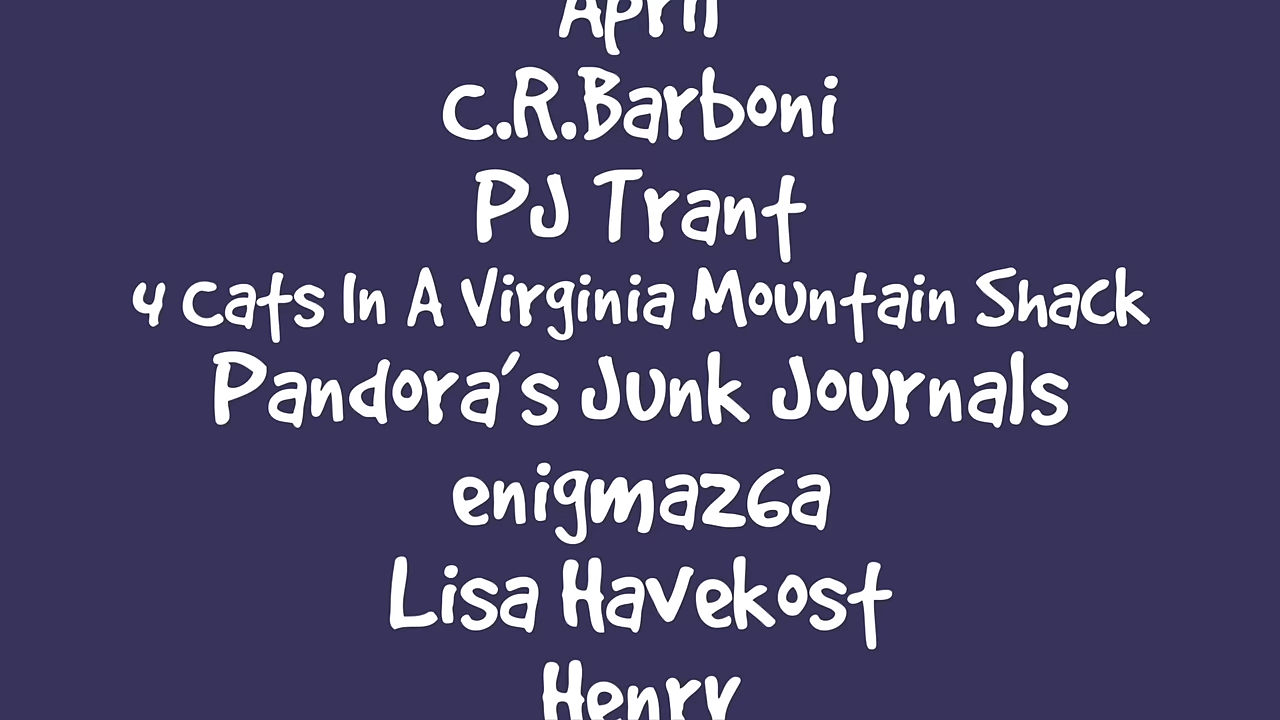 April
C.R.Barboni
PJ Trant
4 Cats In A Virginia Mountain Shack
Pandora's Junk Journals
enigma26a
Lisa Havekost
Henry